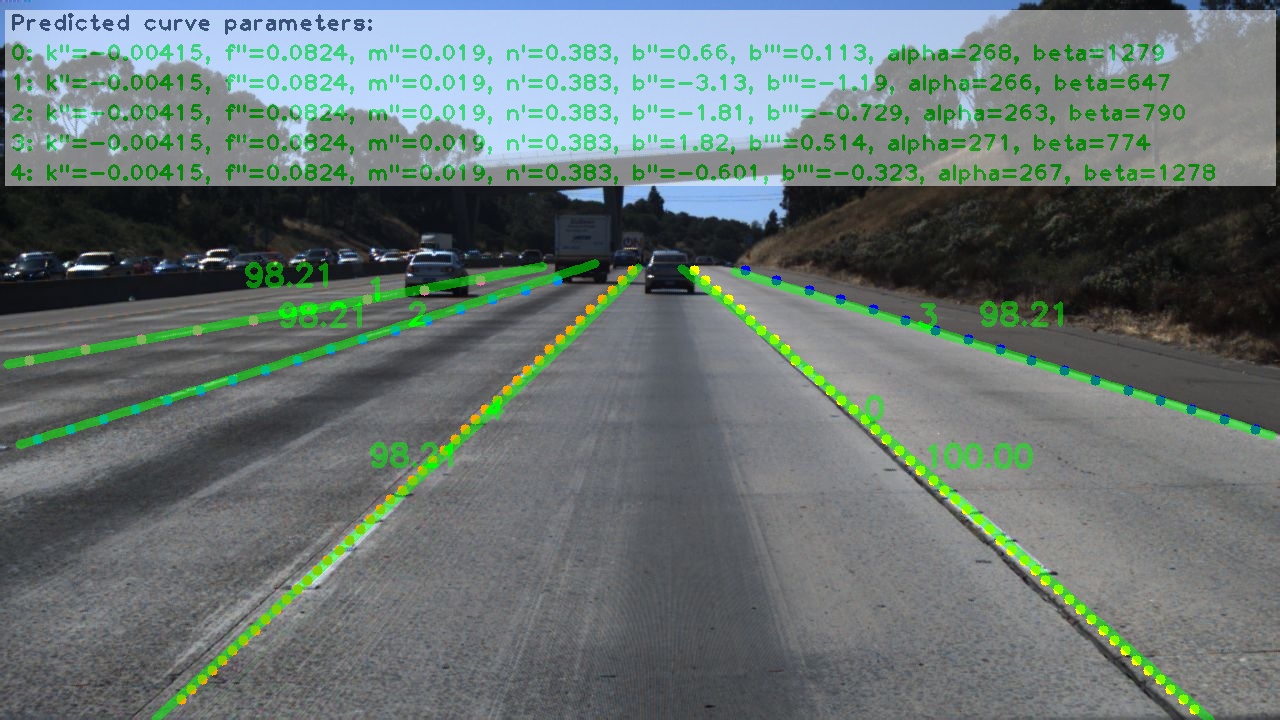 Predicted curve parameters:
0: k''=-0.00415, f''=0.0824, m''=0.019, n'=0.383, b''=0.66, b'''=0.113, alpha=268, beta=1279
1: k''=-0.00415, f''=0.0824, m''=0.019, n'=0.383, b''=-3.13, b'''=-1.19, alpha=266, beta=647
2: k''=-0.00415, f''=0.0824, m''=0.019, n'=0.383, b''=-1.81, b'''=-0.729, alpha=263, beta=790
3: k''=-0.00415, f''=0.0824, m''=0.019, n'=0.383, b''=1.82, b'''=0.514, alpha=271, beta=774
4: k''=-0.00415, f''=0.0824, m''=0.019, n'=0.383, b''=-0.601, b'''=-0.323, alpha=267, beta=1278
98.21 1
98.21 2
3 98.21
4
0
98.21
100.00